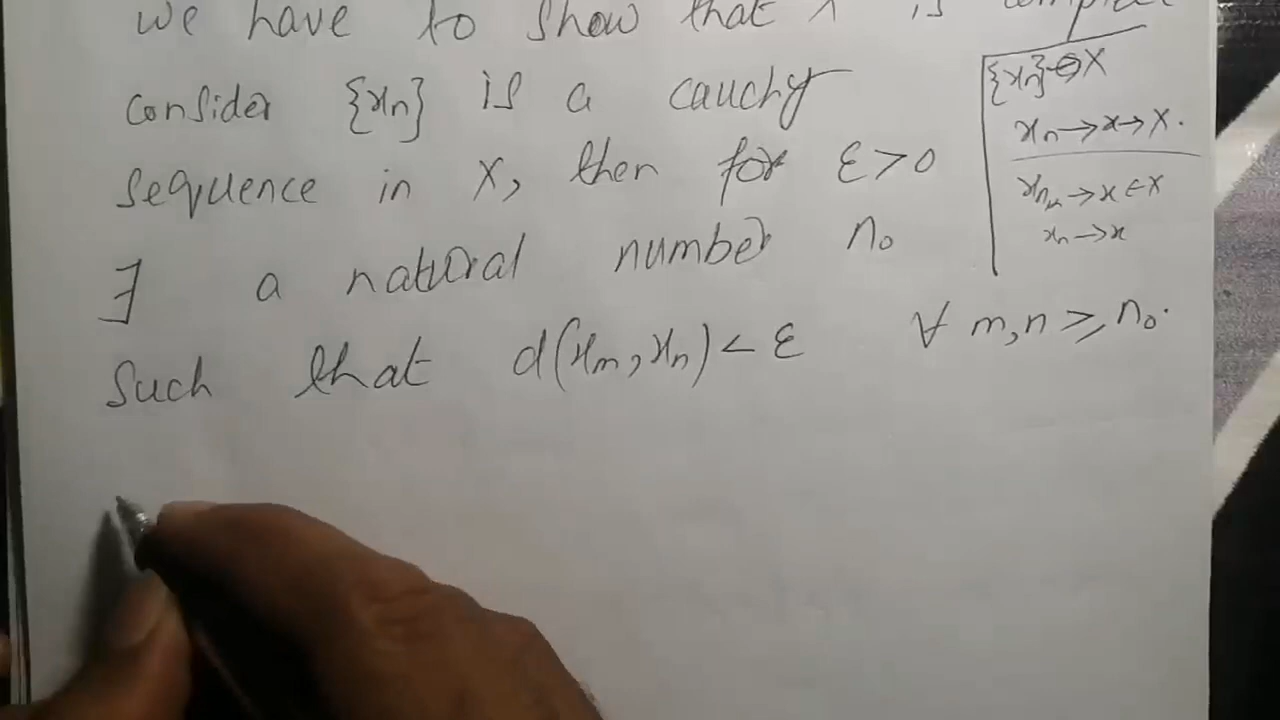 we have to show that X is
consider {xn} is a cauchy
sequence in X, then for ε>0
∃ a natural number n₀
Such that d(xₘ,xₙ)<ε ∀ m,n ≥ n₀.
{xn} X
xₙ→x→X.
→x∈X
xₙ→x